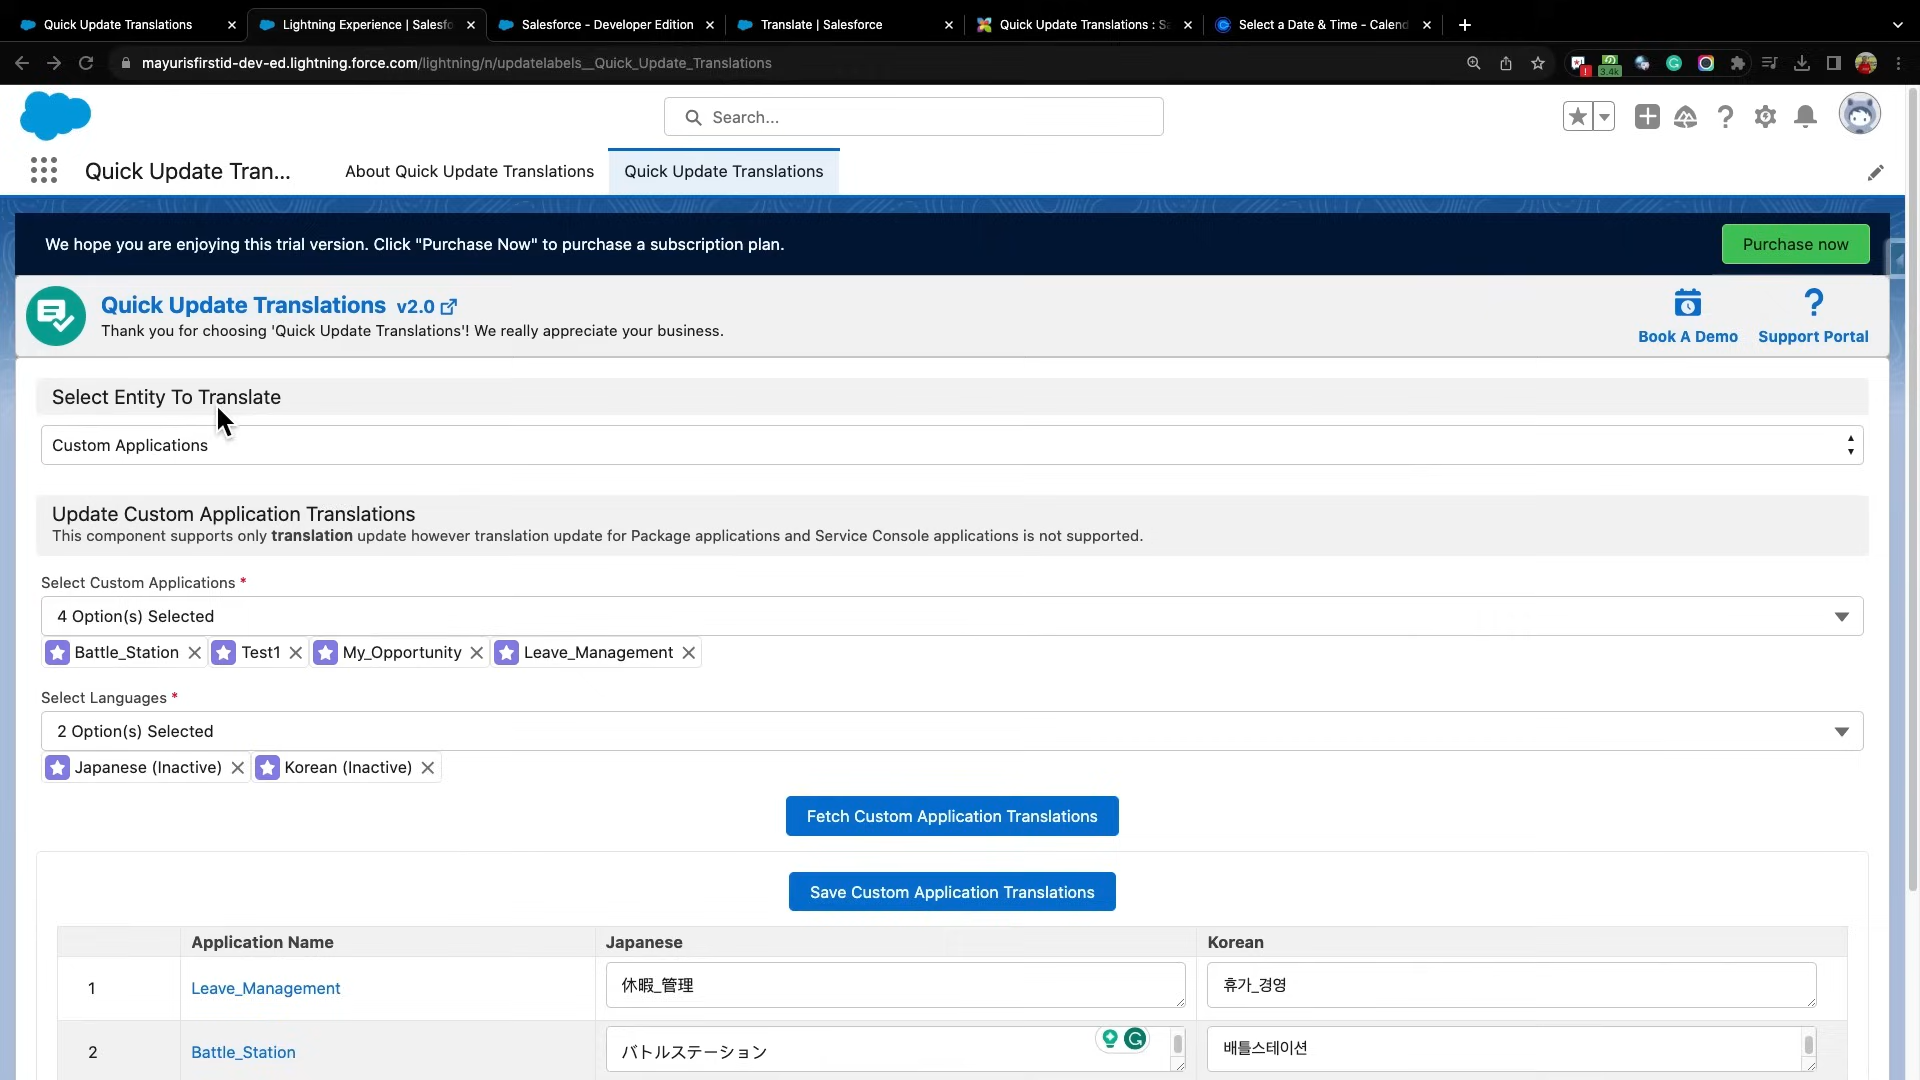 Quick Update Translations
Lightning Experience | Salesfo
Salesforce - Developer Edition
Translate | Salesforce
Quick Update Translations : Sa
Select a Date & Time - Calend
mayurisfirstid-dev-ed.lightning.force.com/lightning/n/updatelabels__Quick_Update_Translations
3.4k
Search...
Quick Update Tran...
About Quick Update Translations
Quick Update Translations
We hope you are enjoying this trial version. Click "Purchase Now" to purchase a subscription plan.
Purchase now
Quick Update Translations v2.0
Thank you for choosing 'Quick Update Translations'! We really appreciate your business.
Book A Demo
Support Portal
Select Entity To Translate
Custom Applications
Update Custom Application Translations
This component supports only translation update however translation update for Package applications and Service Console applications is not supported.
Select Custom Applications *
4 Option(s) Selected
Battle_Station
Test1
My_Opportunity
Leave_Management
Select Languages *
2 Option(s) Selected
Japanese (Inactive)
Korean (Inactive)
Fetch Custom Application Translations
Save Custom Application Translations
Application Name
Japanese
Korean
1
Leave_Management
休暇_管理
휴가_경영
2
Battle_Station
バトルステーション
배틀스테이션